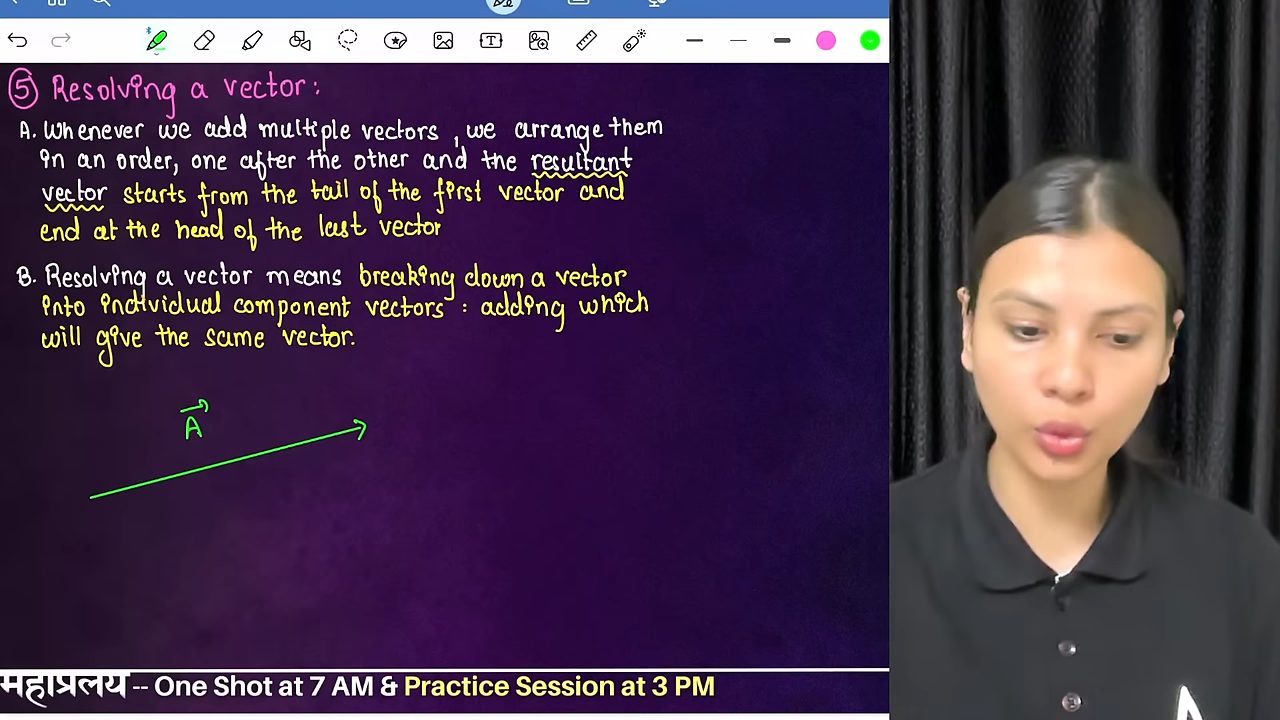 ⑤ Resolving a vector:
A. Whenever we add multiple vectors, we arrange them
in an order, one after the other and the resultant
vector starts from the tail of the first vector and
end at the head of the last vector
B. Resolving a vector means breaking down a vector
into individual component vectors: adding which
will give the same vector.
A
महाप्रलय -- One Shot at 7 AM & Practice Session at 3 PM